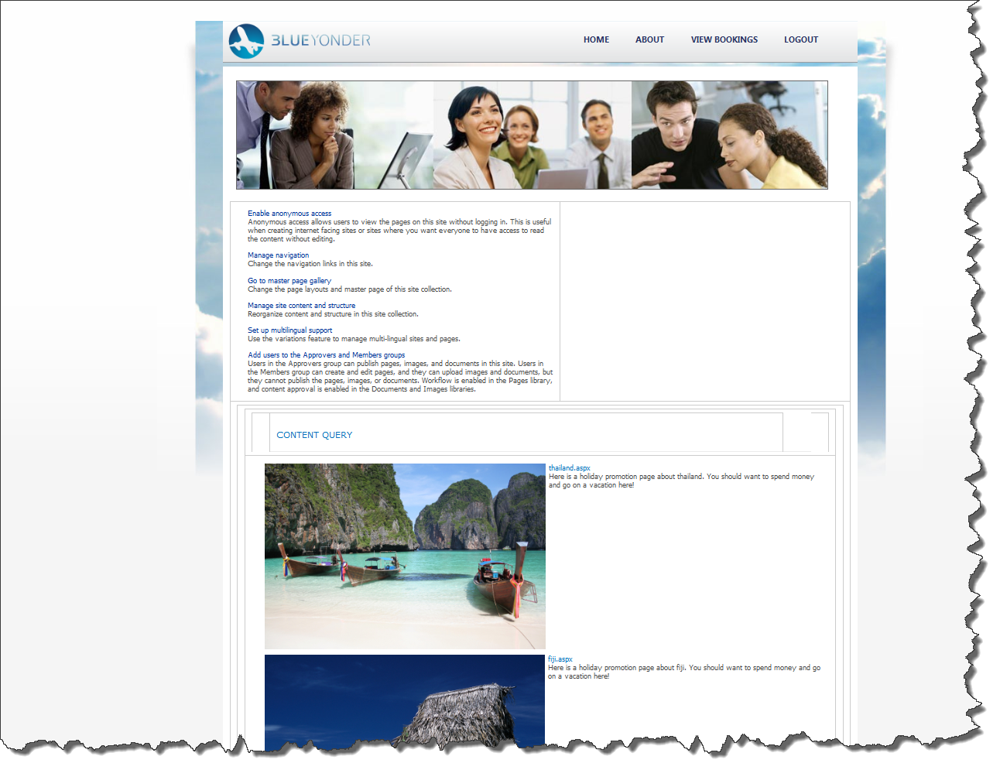 BLUEYONDER
HOME ABOUT VIEW BOOKINGS LOGOUT
Enable anonymous access
Anonymous access allows users to view the pages on this site without logging in. This is useful
when creating internet facing sites or sites where you want everyone to have access to read
the content without editing.
Manage navigation
Change the navigation links in this site.
Go to master page gallery
Change the page layouts and master page of this site collection.
Manage site content and structure
Reorganize content and structure in this site collection.
Set up multilingual support
Use the variations feature to manage multi-lingual sites and pages.
Add users to the Approvers and Members groups
Users in the Approvers group can publish pages, images, and documents in this site. Users in
the Members group can create and edit pages, and they can upload images and documents, but
they cannot publish the pages, images, or documents. Workflow is enabled in the Pages library,
and content approval is enabled in the Documents and Images libraries.
CONTENT QUERY
thailand.aspx
Here is a holiday promotion page about thailand. You should want to spend money
and go on a vacation here!
fiji.aspx
Here is a holiday promotion page about fiji. You should want to spend money and go
on a vacation here!